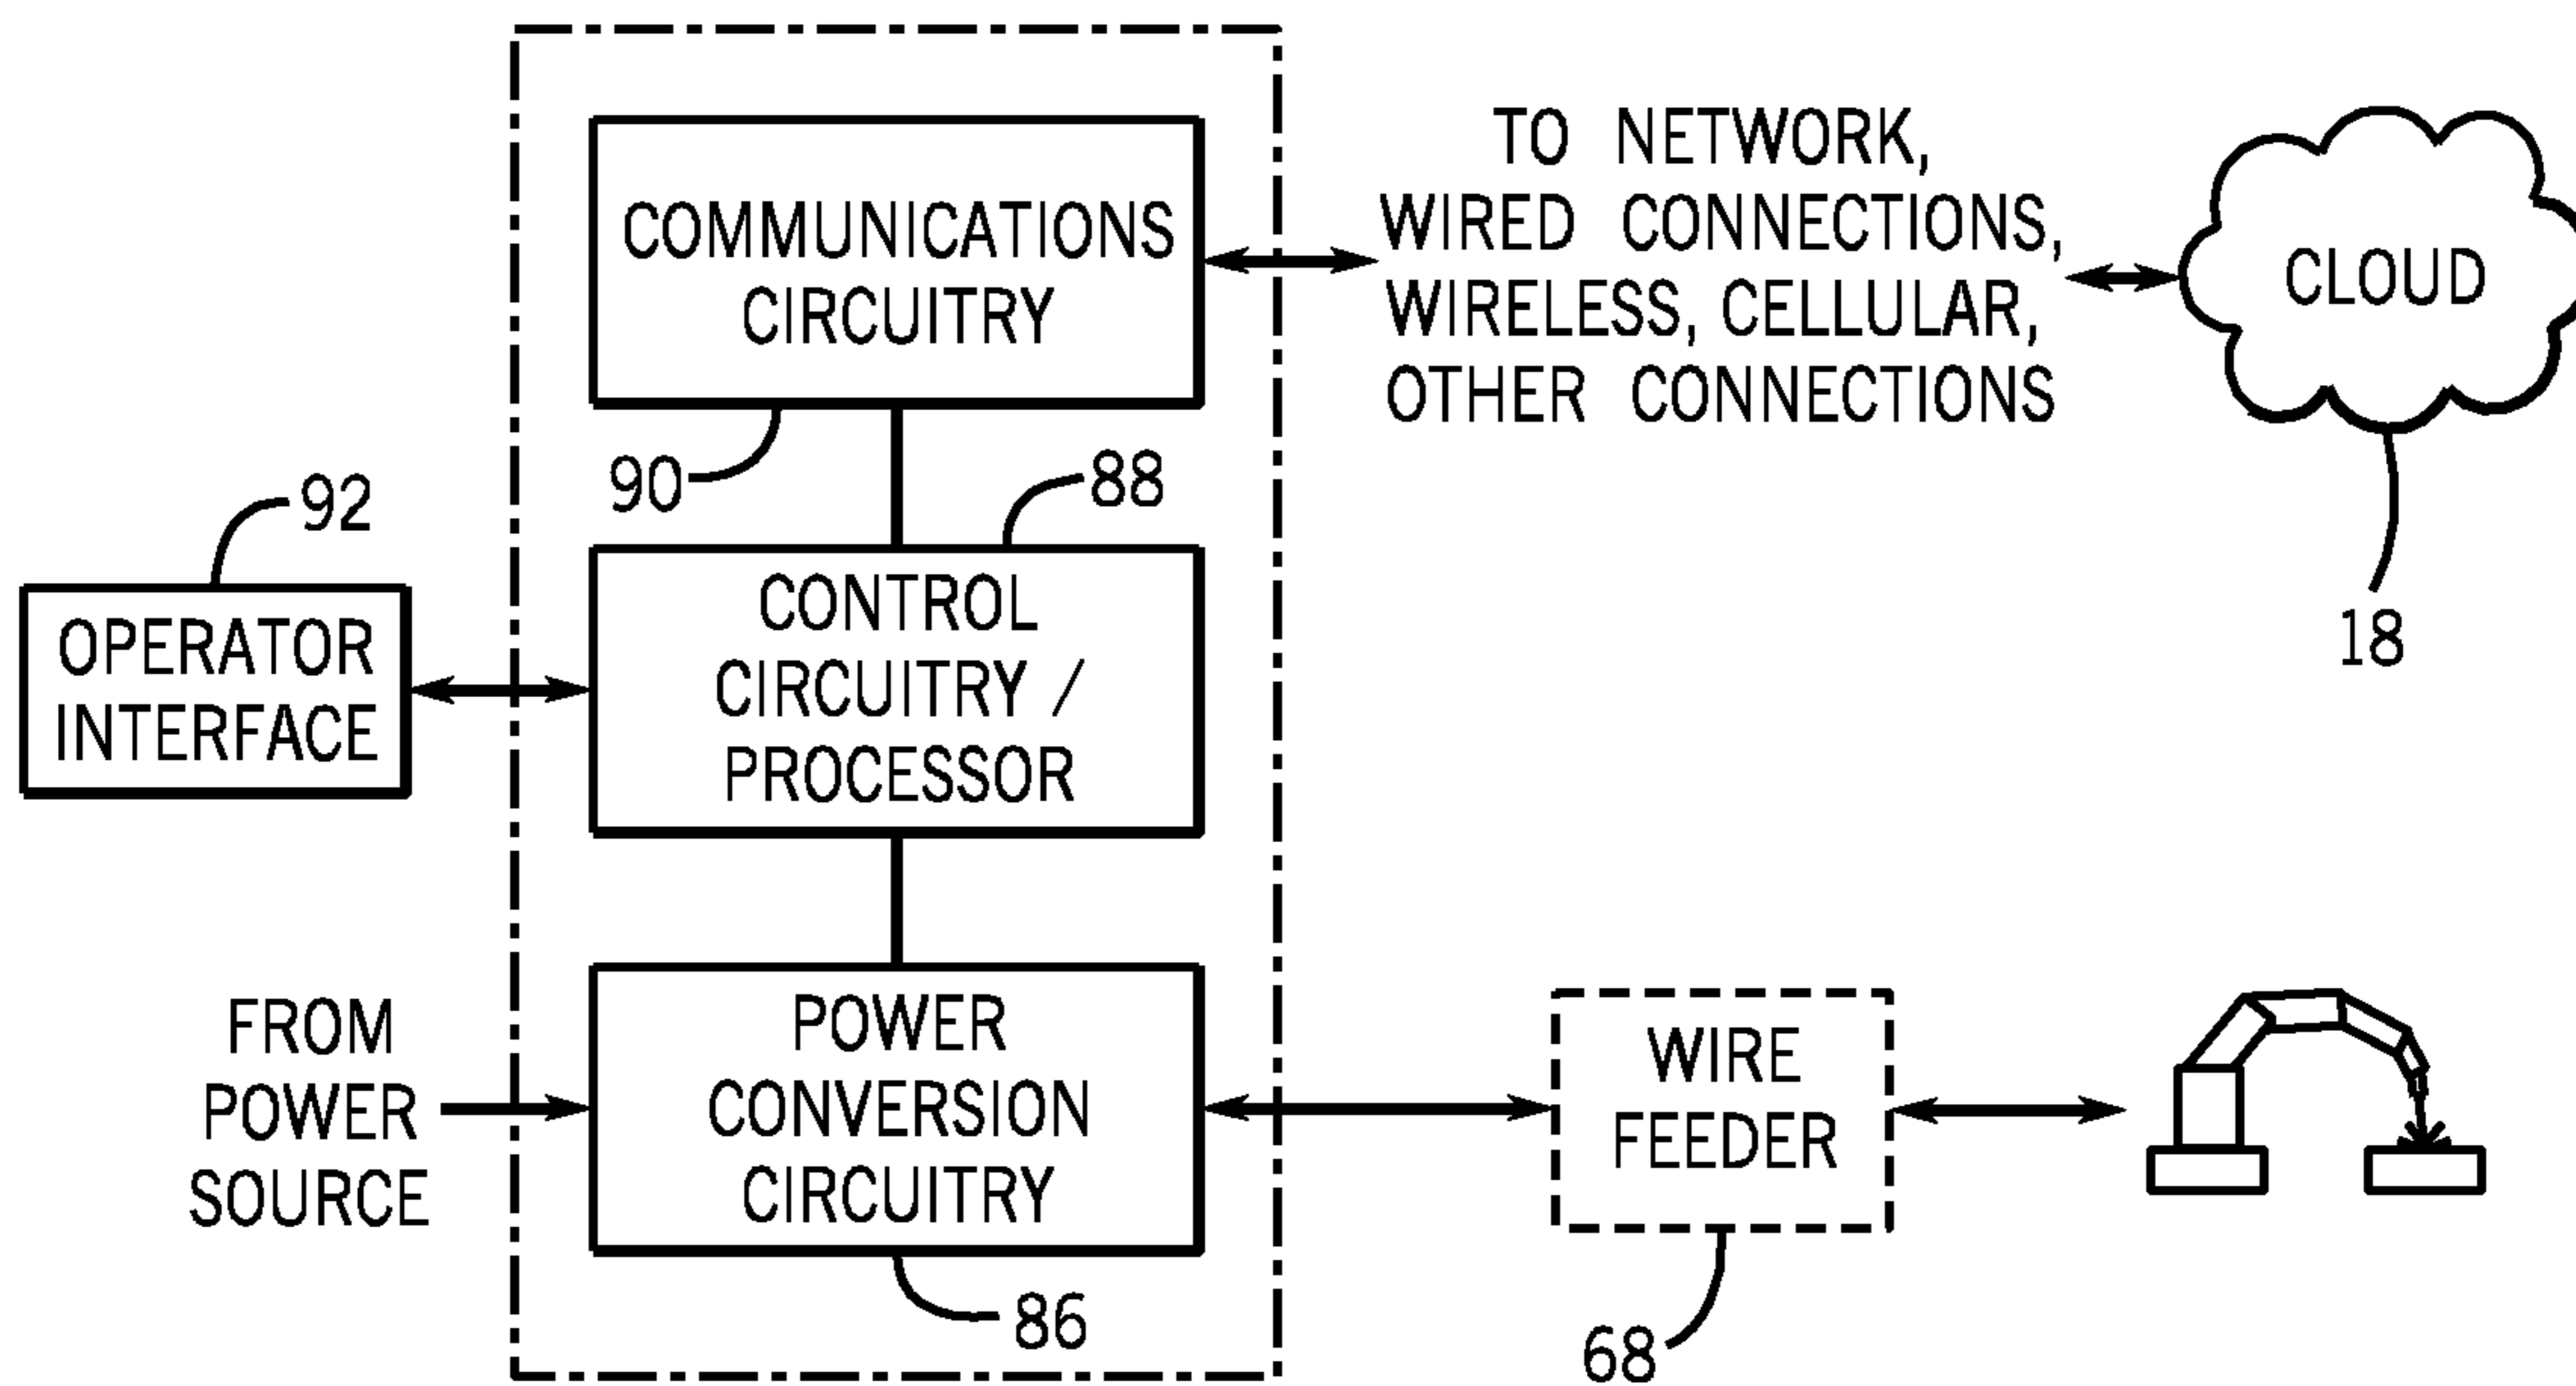 COMMUNICATIONS
CIRCUITRY
TO NETWORK,
WIRED CONNECTIONS,
WIRELESS, CELLULAR,
OTHER CONNECTIONS
CLOUD
90
88
92
18
OPERATOR
INTERFACE
CONTROL
CIRCUITRY /
PROCESSOR
FROM
POWER
SOURCE
POWER
CONVERSION
CIRCUITRY
WIRE
FEEDER
86
68